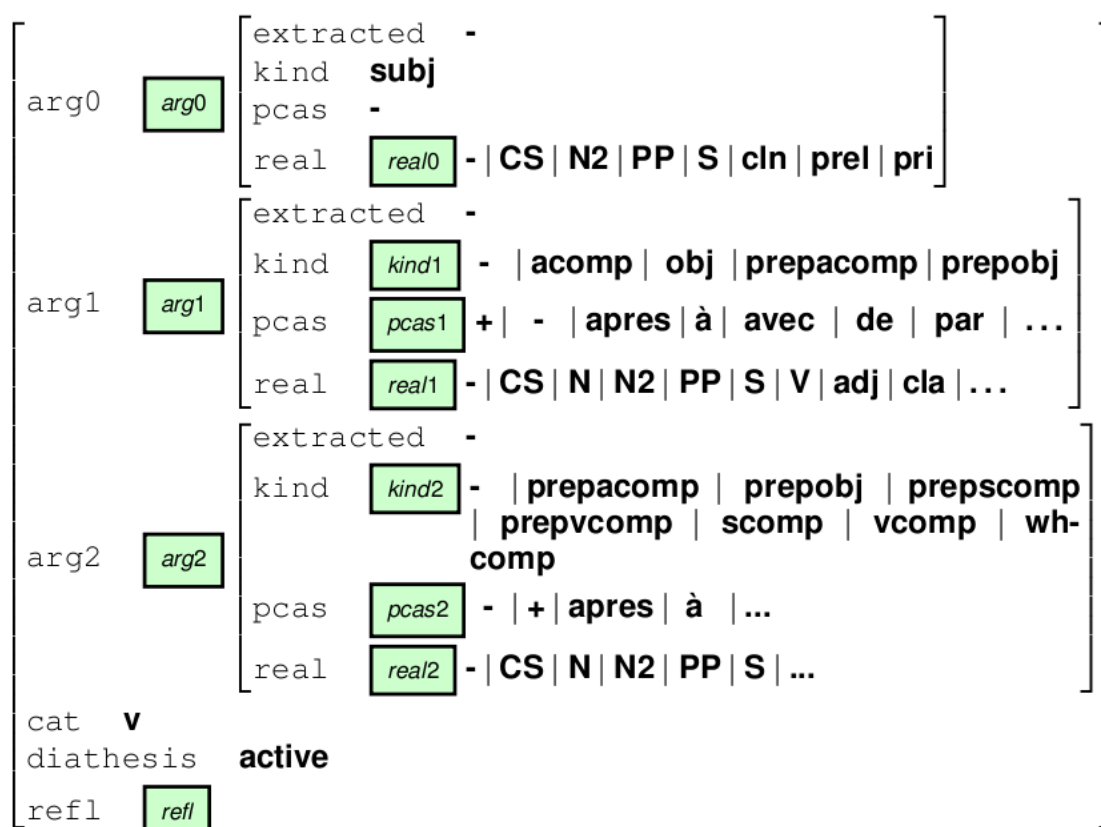 extracted -
kind subj
arg0 arg0 pcas -
real real0 - | CS | N2 | PP | S | cln | prel | pri
extracted -
kind kind1 - | acomp | obj | prepacomp | prepobj
arg1 arg1
pcas pcas1 + | - | apres | à | avec | de | par | ...
real real1 - | CS | N | N2 | PP | S | V | adj | cla | ...
extracted -
kind kind2 - | prepacomp | prepobj | prepscomp
| prepvcomp | scomp | vcomp | wh-
comp
arg2 arg2
pcas pcas2 - | + | apres | à | ...
real real2 - | CS | N | N2 | PP | S | ...
cat v
diathesis active
refl refl